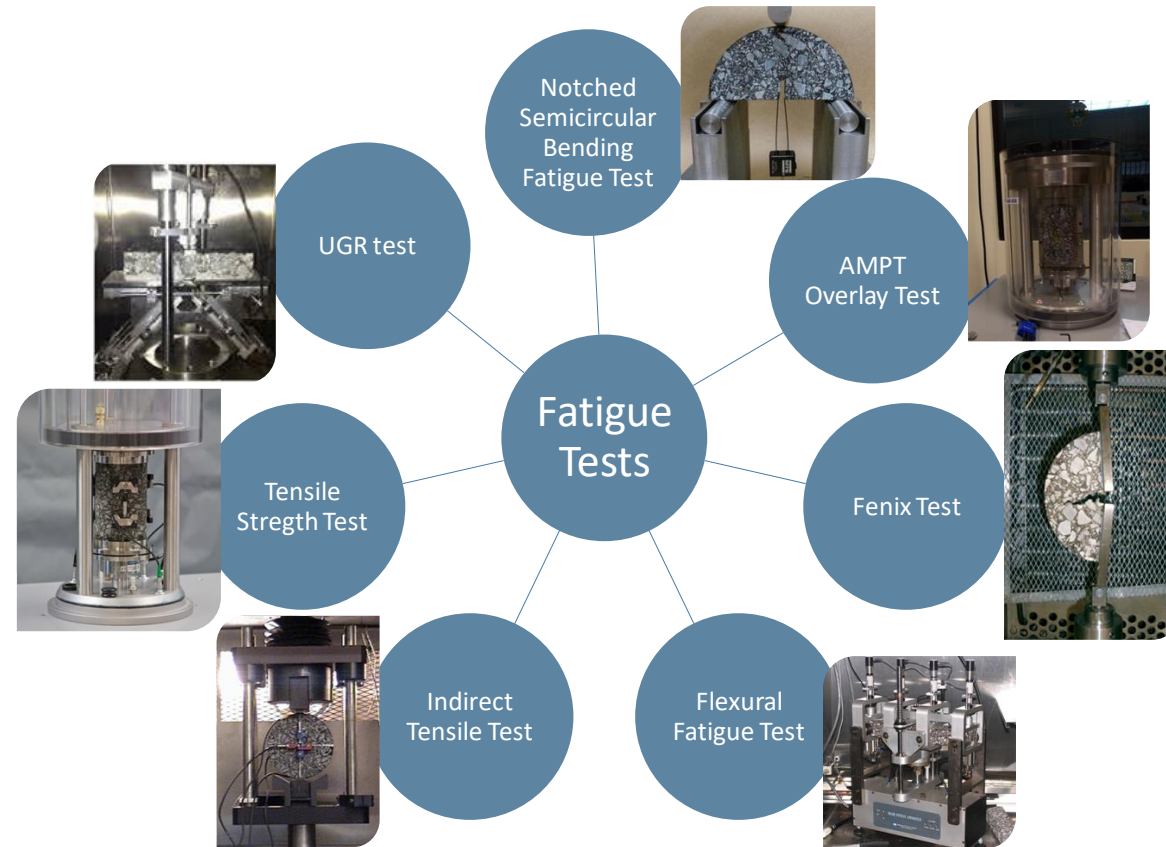 Notched
Semicircular
Bending
Fatigue Test
AMPT
Overlay Test
Fenix Test
Flexural
Fatigue Test
Indirect
Tensile Test
Tensile
Stregth Test
UGR test
Fatigue
Tests